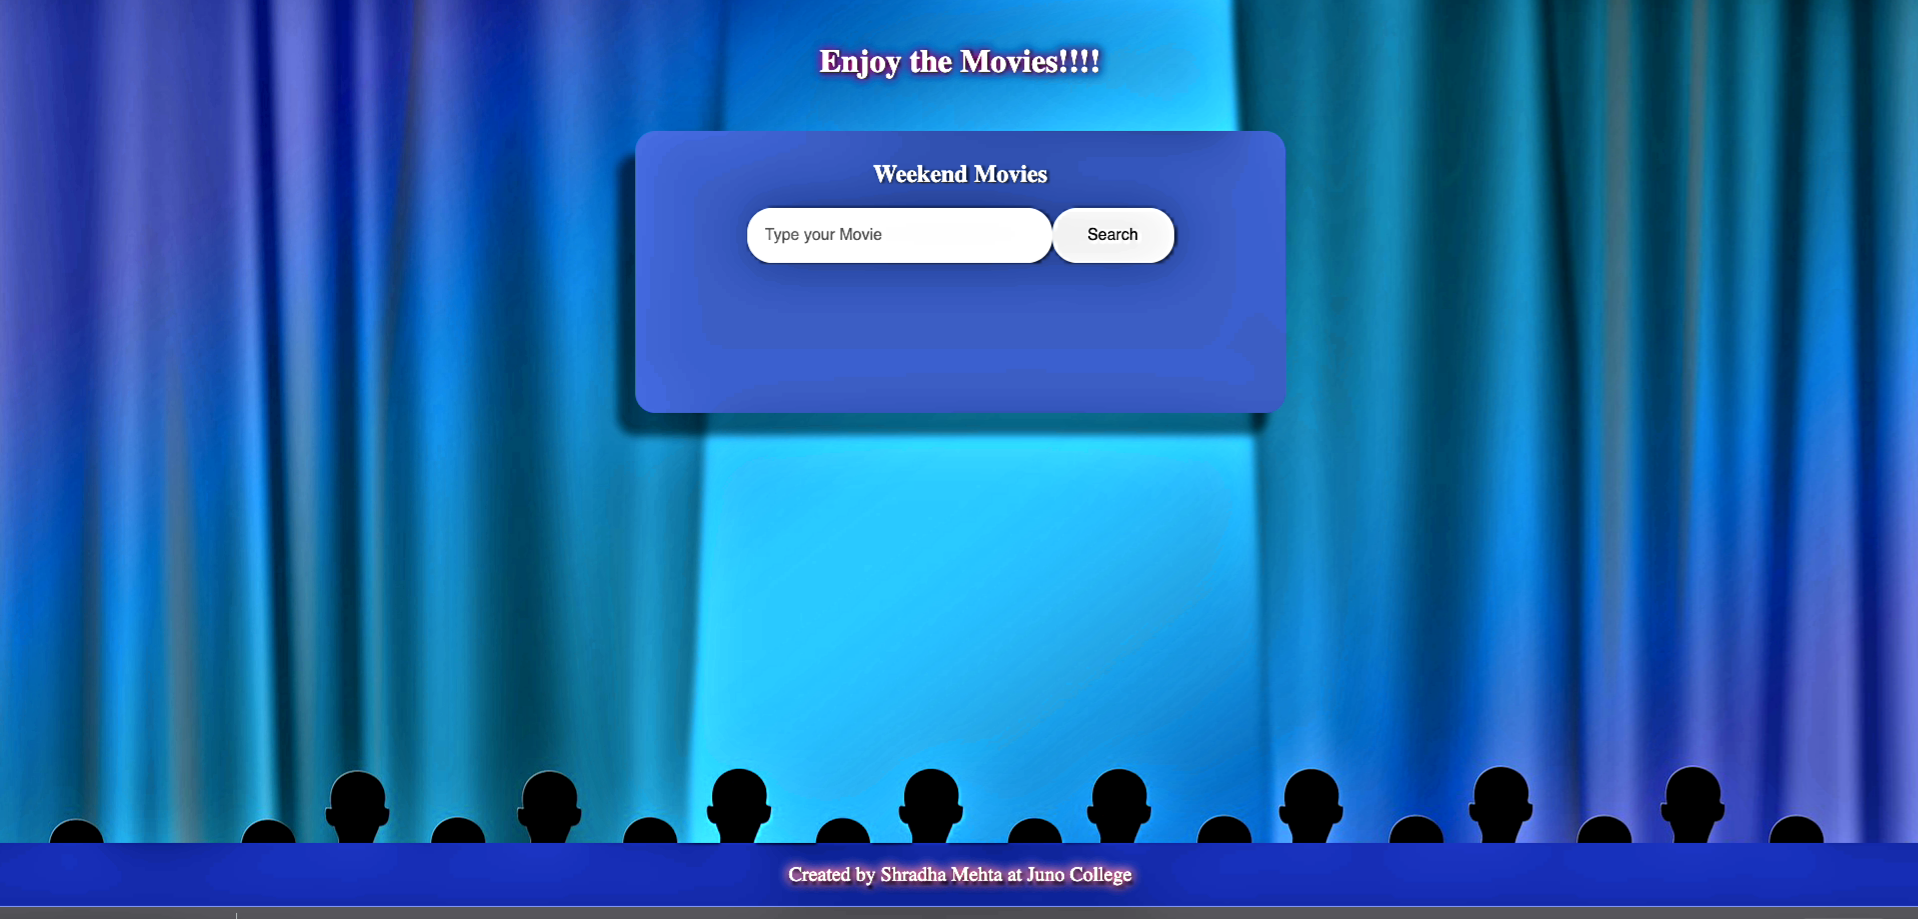 Enjoy the Movies!!!!
Weekend Movies
Type your Movie
Search
Created by Shradha Mehta at Juno College